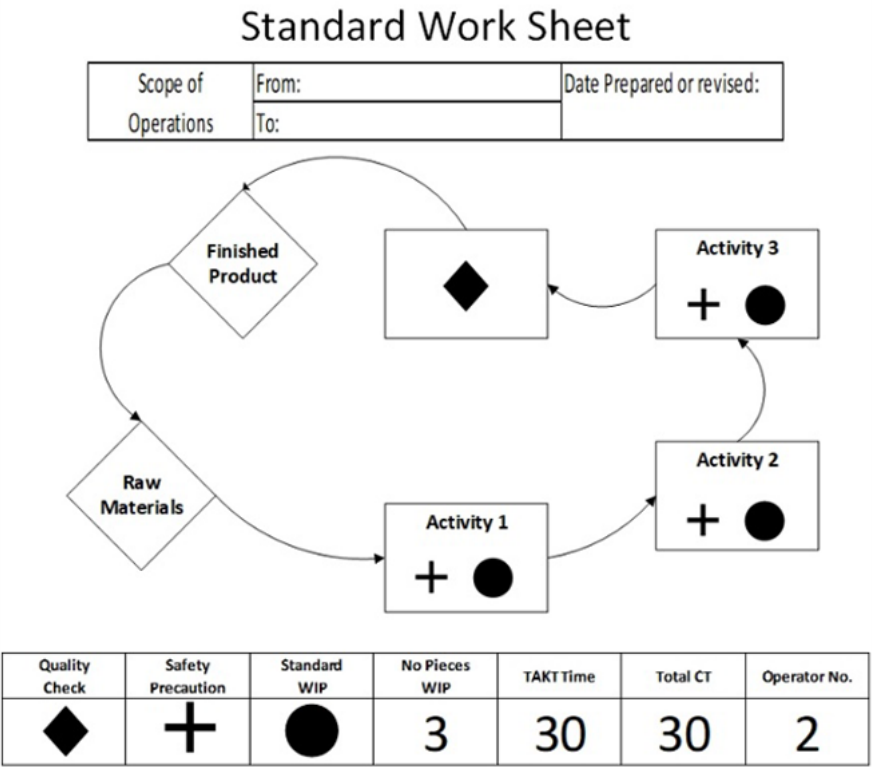 Standard Work Sheet
Scope of
Operations
From:
To:
Date Prepared or revised:
Finished
Product
Activity 3
Raw
Materials
Activity 2
Activity 1
Quality
Check
Safety
Precaution
Standard
WIP
No Pieces
WIP
TAKT Time
Total CT
Operator No.
3
30
30
2